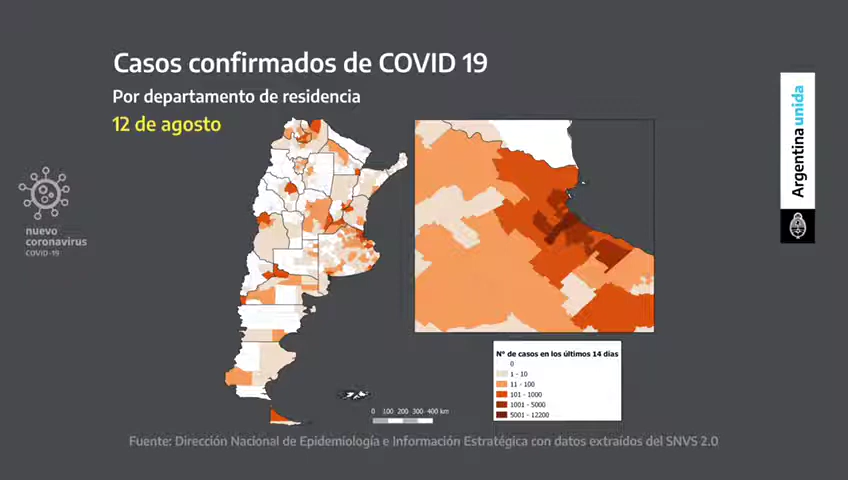 Casos confirmados de COVID 19
Por departamento de residencia
12 de agosto
nuevo
coronavirus
COVID-19
Argentina unida
N° de casos en los últimos 14 días
0
1 - 10
11 - 100
101 - 1000
1001 - 5000
5001 - 12200
0 100 200 300 400 km
Fuente: Dirección Nacional de Epidemiología e Información Estratégica con datos extraídos del SNVS 2.0